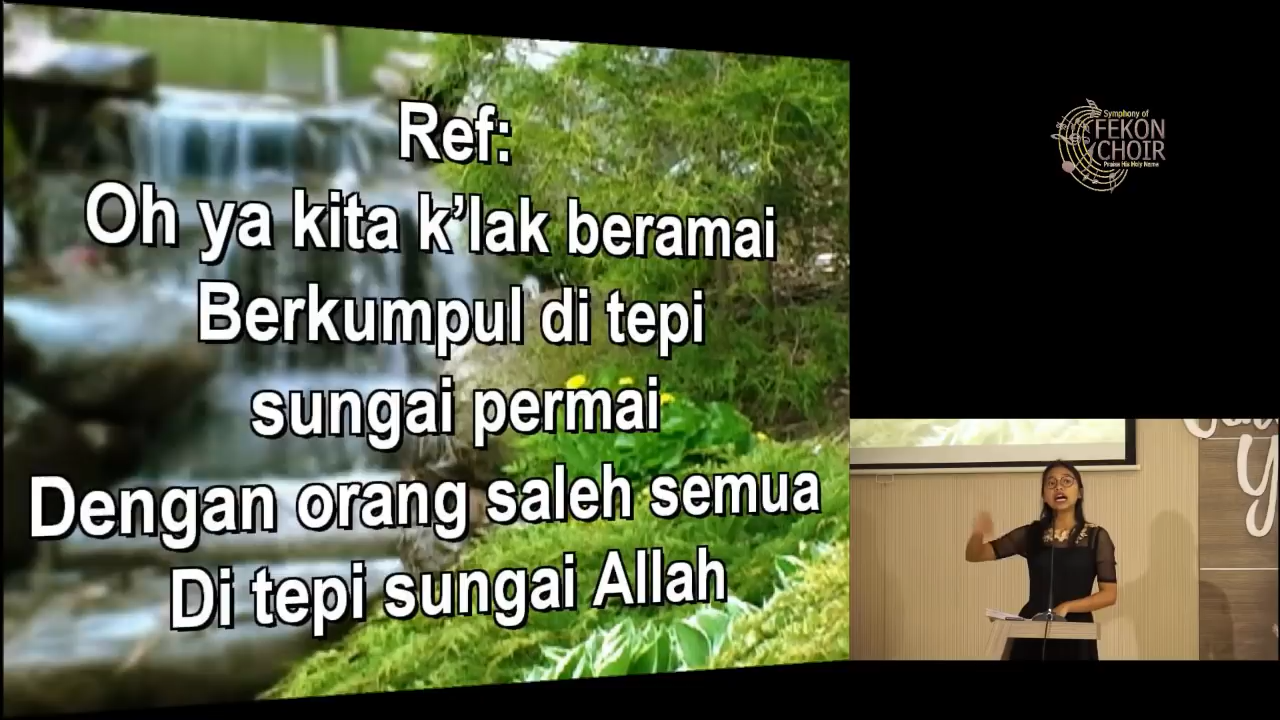 Ref:
Oh ya kita k’lak beramai
Berkumpul di tepi
sungai permai
Dengan orang saleh semua
Di tepi sungai Allah
Symphony of
FEKON
CHOIR
Praise His Holy Name